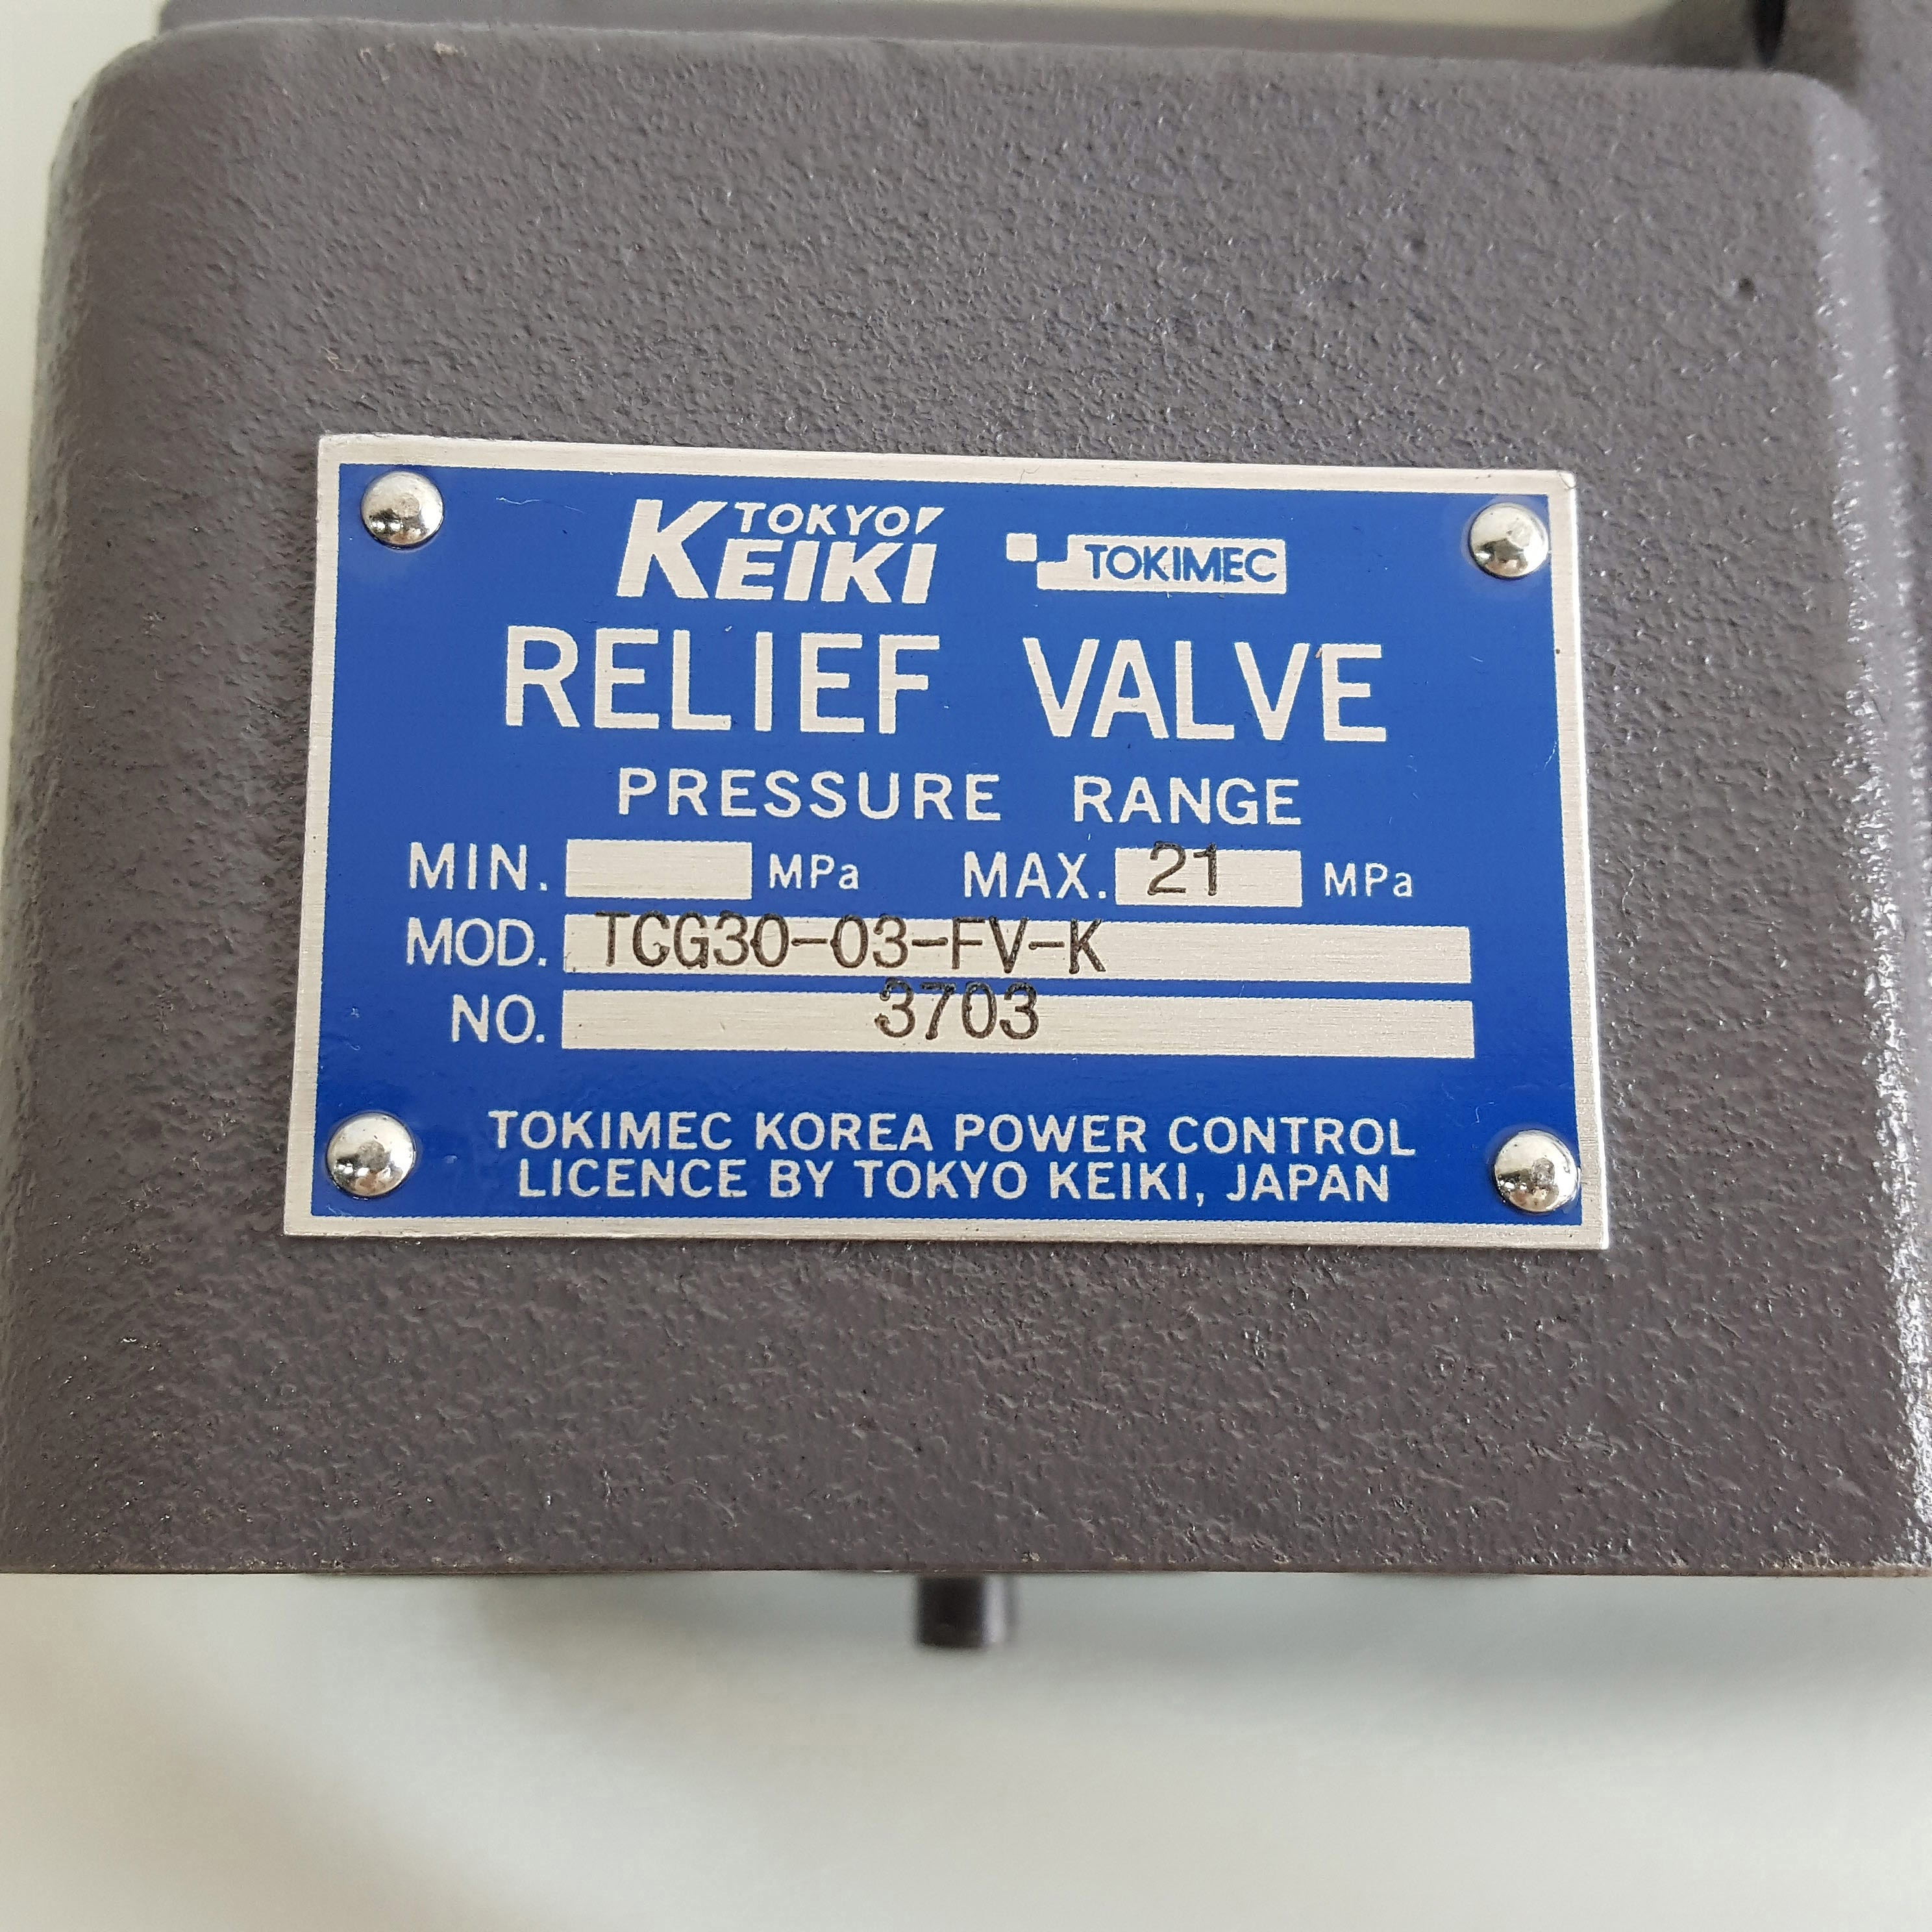 TOKYO KEIKI TOKIMEC
RELIEF VALVE
PRESSURE RANGE
MIN. MPa MAX. 21 MPa
MOD. TCG30-03-FV-K
NO. 3703
TOKIMEC KOREA POWER CONTROL
LICENCE BY TOKYO KEIKI, JAPAN